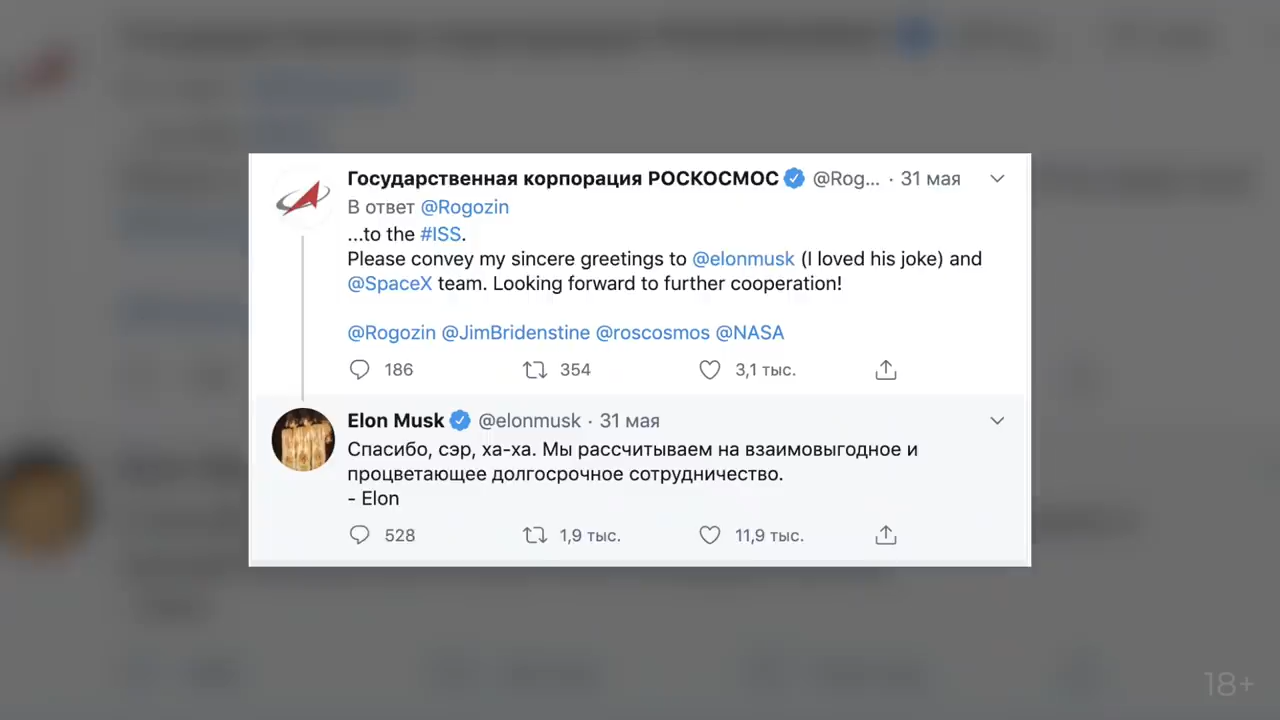 Государственная корпорация РОСКОСМОС @Rog... · 31 мая
В ответ @Rogozin
...to the #ISS.
Please convey my sincere greetings to @elonmusk (I loved his joke) and
@SpaceX team. Looking forward to further cooperation!
@Rogozin @JimBridenstine @roscosmos @NASA
186 354 3,1 тыс.
Elon Musk @elonmusk · 31 мая
Спасибо, сэр, ха-ха. Мы рассчитываем на взаимовыгодное и
процветающее долгосрочное сотрудничество.
- Elon
528 1,9 тыс. 11,9 тыс.
18+